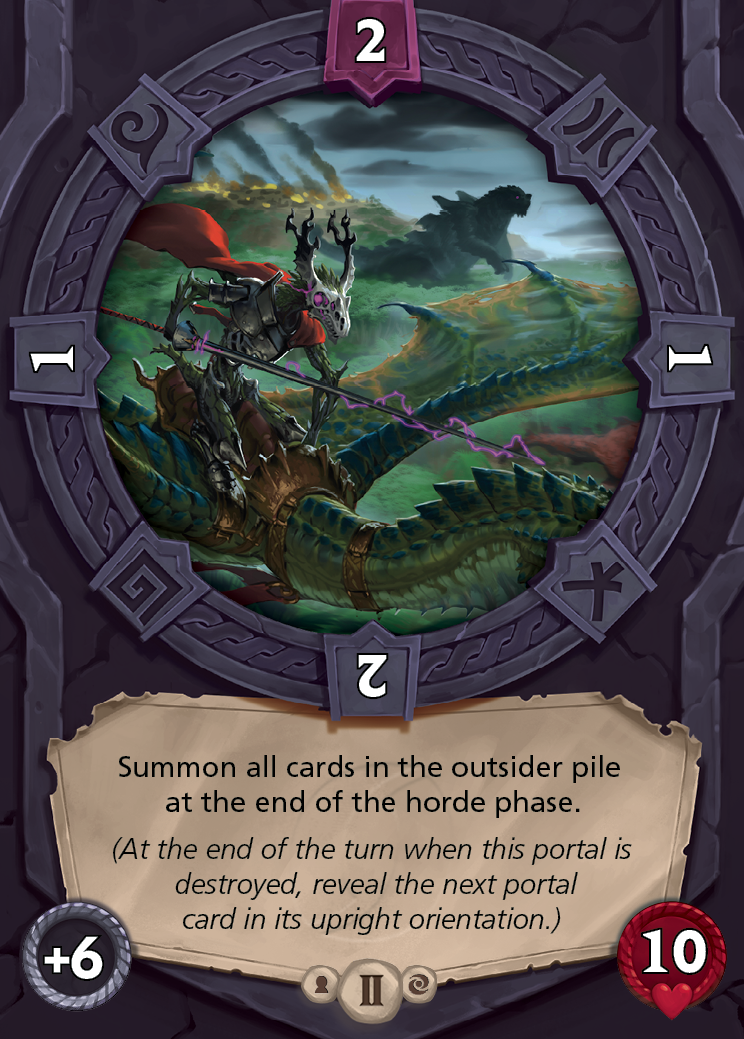 2
1
1
2
Summon all cards in the outsider pile
at the end of the horde phase.
(At the end of the turn when this portal is
destroyed, reveal the next portal
card in its upright orientation.)
+6
10
II